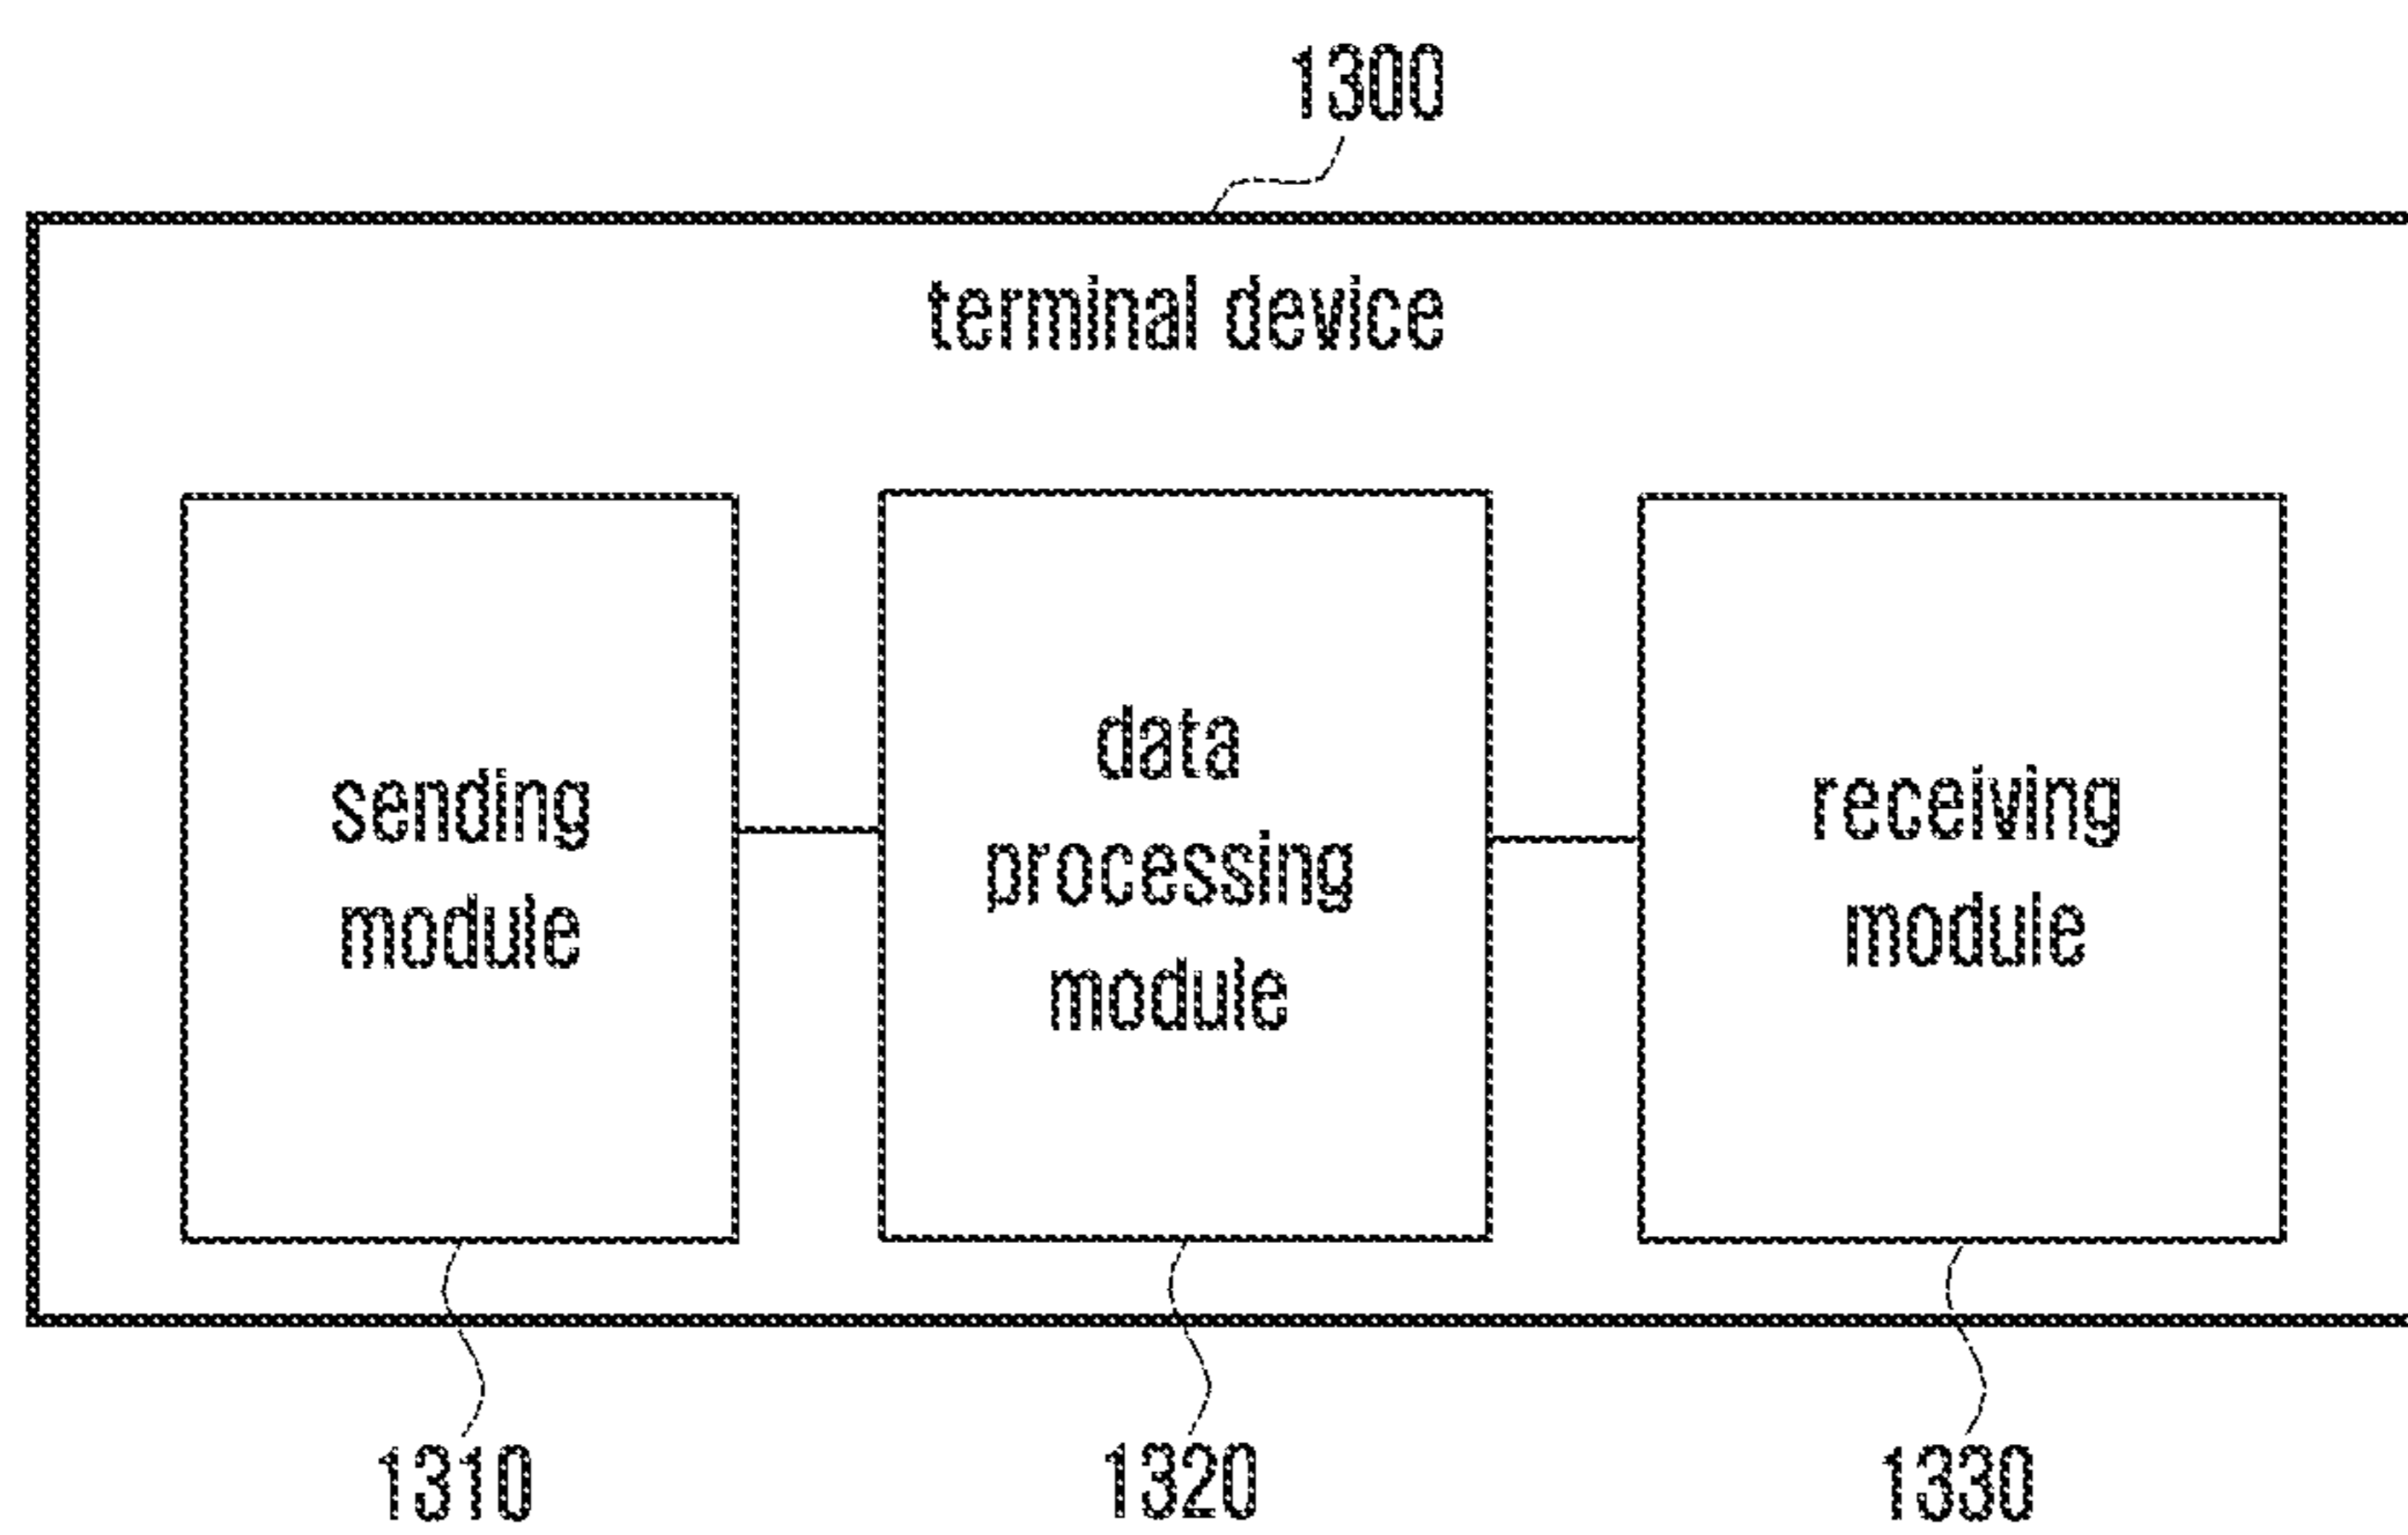 1300
terminal device
sending
module
data
processing
module
receiving
module
1310
1320
1330